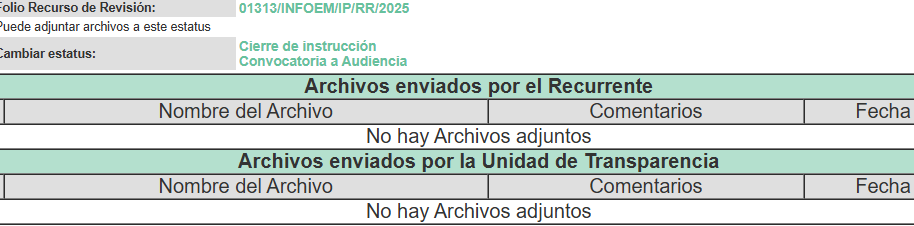 Folio Recurso de Revisión: 01313/INFOEM/IP/RR/2025
Puede adjuntar archivos a este estatus
Cambiar estatus: Cierre de instrucción
Convocatoria a Audiencia
Archivos enviados por el Recurrente
Nombre del Archivo Comentarios Fecha
No hay Archivos adjuntos
Archivos enviados por la Unidad de Transparencia
Nombre del Archivo Comentarios Fecha
No hay Archivos adjuntos